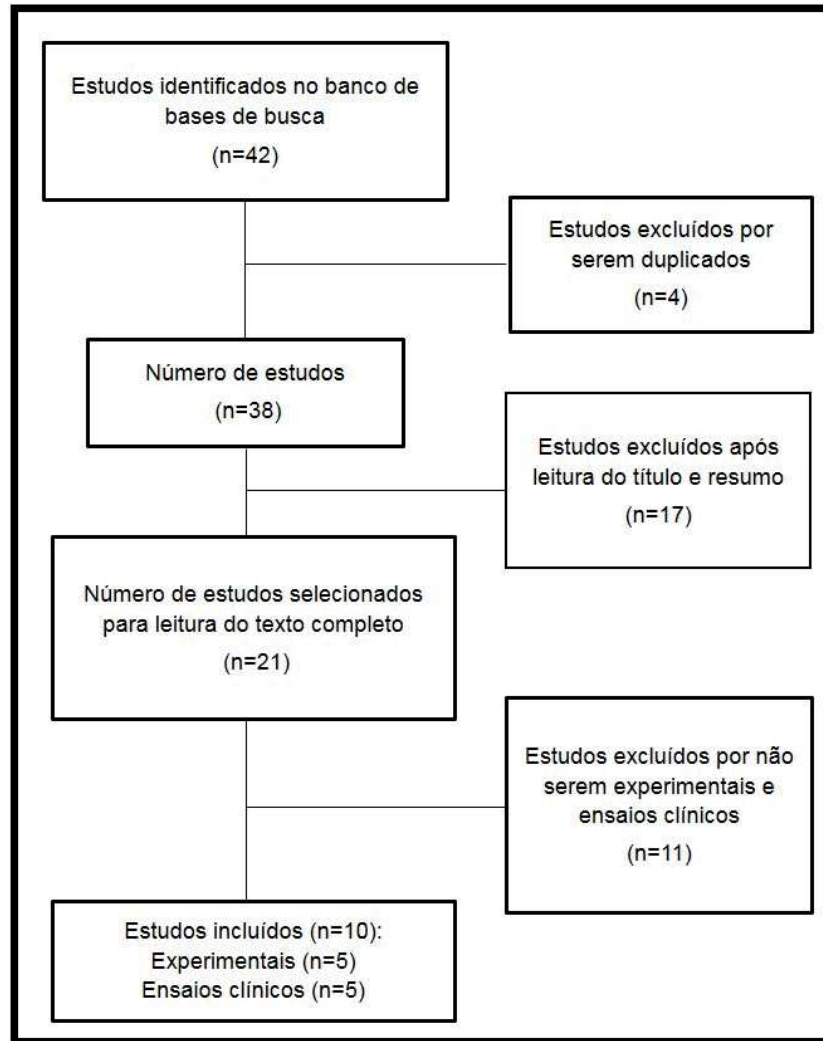 Estudos identificados no banco de
bases de busca
(n=42)
Estudos excluídos por
serem duplicados
(n=4)
Número de estudos
(n=38)
Estudos excluídos após
leitura do título e resumo
(n=17)
Número de estudos selecionados
para leitura do texto completo
(n=21)
Estudos excluídos por não
serem experimentais e
ensaios clínicos
(n=11)
Estudos incluídos (n=10):
Experimentais (n=5)
Ensaios clínicos (n=5)